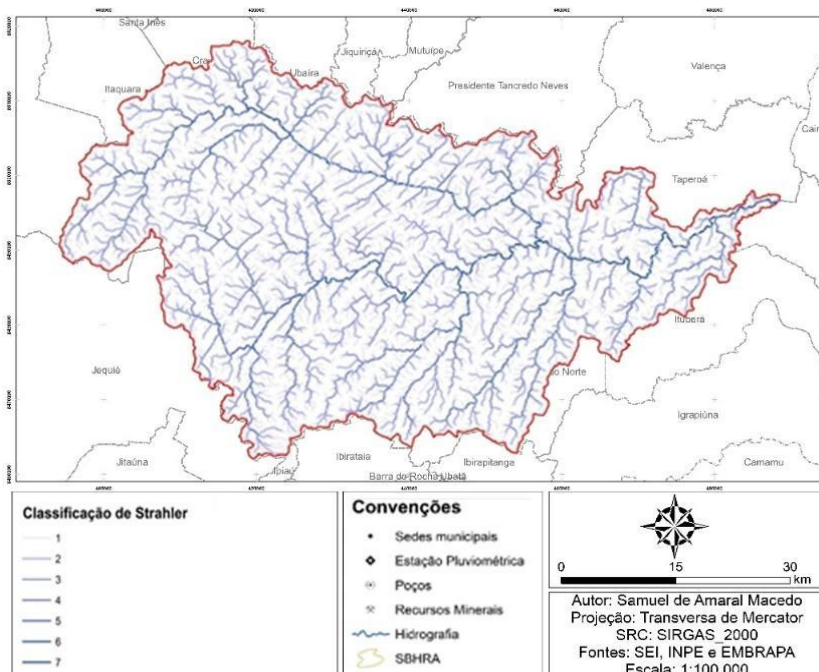 Santa Inês
Cra
Jiquiriçá
Mutuípe
Ubaíra
Itaquara
Presidente Tancredo Neves
Valença
Cair
Taperoá
Ituberá
Jequié
do Norte
Igrapiúna
Jitaúna
Ipiaú
Ibirataia
Ibirapitanga
Barra do Rocha
Ubatã
Camamu
Classificação de Strahler
1
2
3
4
5
6
7
Convenções
Sedes municipais
Estação Pluviométrica
Poços
Recursos Minerais
Hidrografia
SBHRA
0 15 30
km
Autor: Samuel de Amaral Macedo
Projeção: Transversa de Mercator
SRC: SIRGAS_2000
Fontes: SEI, INPE e EMBRAPA
Escala: 1:100.000